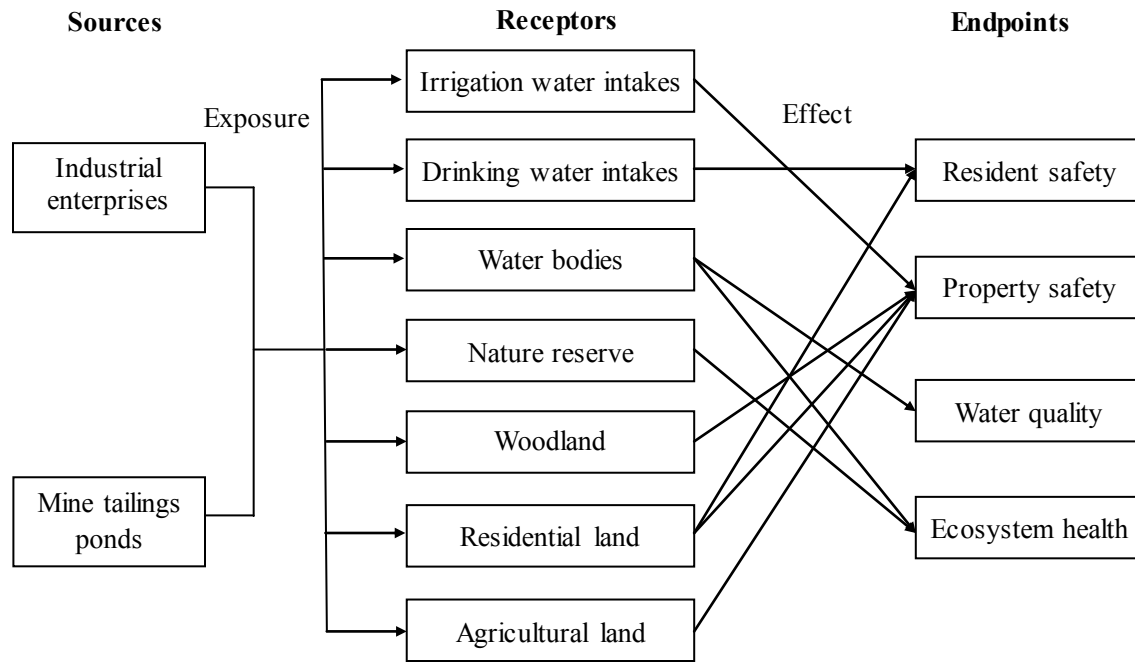 Sources
Receptors
Endpoints
Exposure
Effect
Industrial
enterprises
Mine tailings
ponds
Irrigation water intakes
Drinking water intakes
Water bodies
Nature reserve
Woodland
Residential land
Agricultural land
Resident safety
Property safety
Water quality
Ecosystem health